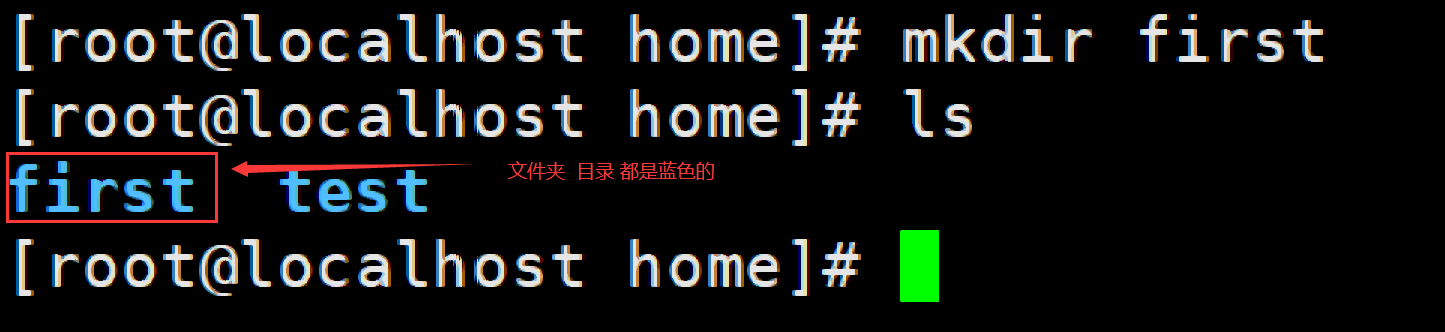 [root@localhost home]# mkdir first
[root@localhost home]# ls
first  test
文件夹 目录 都是蓝色的
[root@localhost home]#